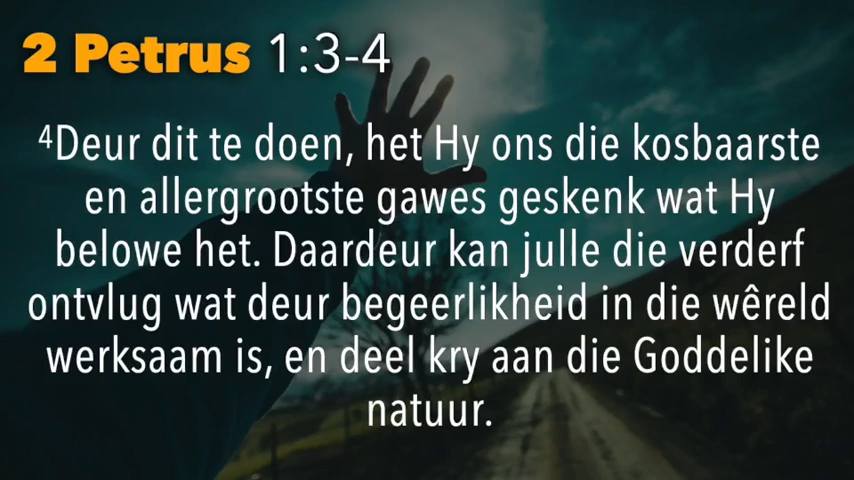 2 Petrus 1:3-4
⁴Deur dit te doen, het Hy ons die kosbaarste
en allergrootste gawes geskenk wat Hy
belowe het. Daardeur kan julle die verderf
ontvlug wat deur begeerlikheid in die wêreld
werksaam is, en deel kry aan die Goddelike
natuur.